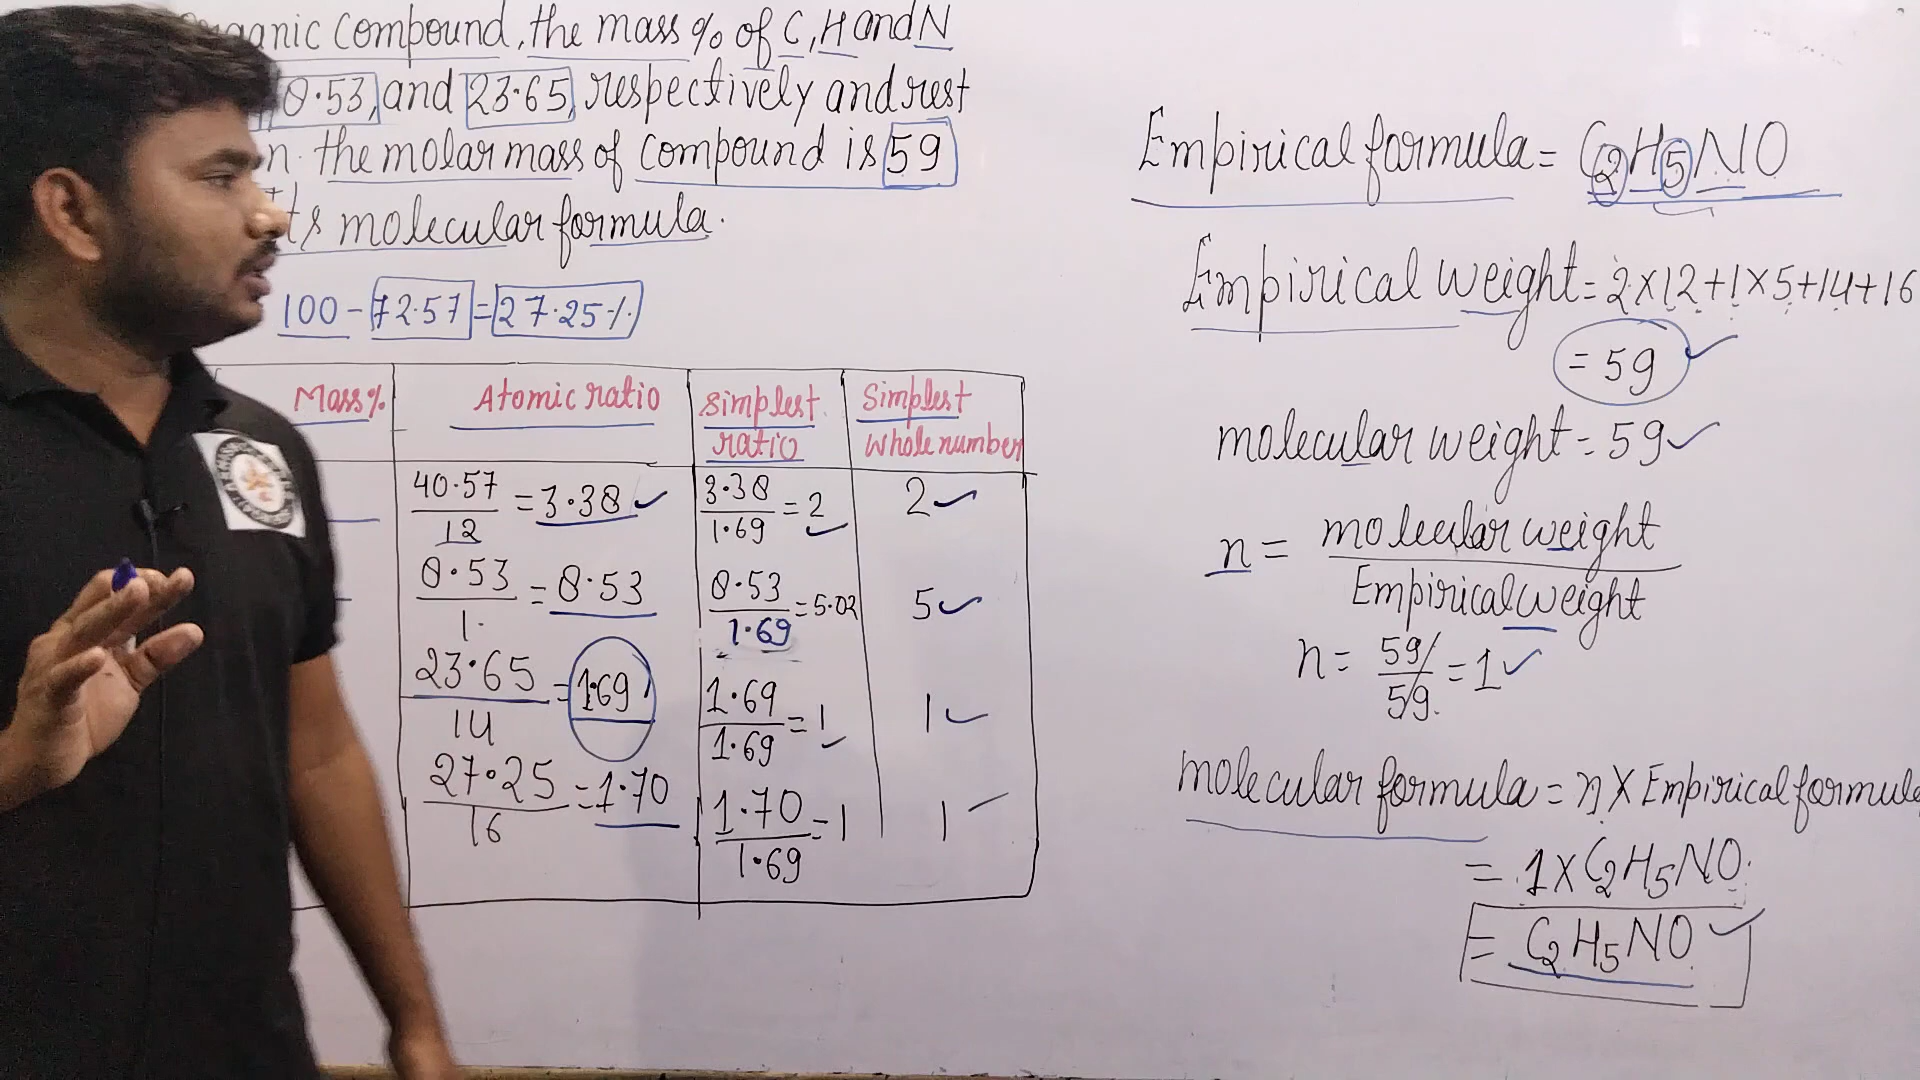 ganic compound, the mass % of C, H and N
8.53, and 23.65, respectively and rest
n. the molar mass of compound is 59
ts molecular formula.
100 - 72.57 = 27.25%
Mass% Atomic ratio Simplest ratio Simplest whole number
40.57/12 = 3.38 3.38/1.69 = 2 2
8.53/1. = 8.53 8.53/1.69 = 5.02 5
23.65/14 = 1.69 1.69/1.69 = 1 1
27.25/16 = 1.70 1.70/1.69 = 1 1
Empirical formula = C₂H₅NO
Empirical weight = 2×12+1×5+14+16
= 59
molecular weight = 59
n = molecular weight / Empirical weight
n = 59/59. = 1
molecular formula = n × Empirical formula
= 1×C₂H₅NO.
= C₂H₅NO